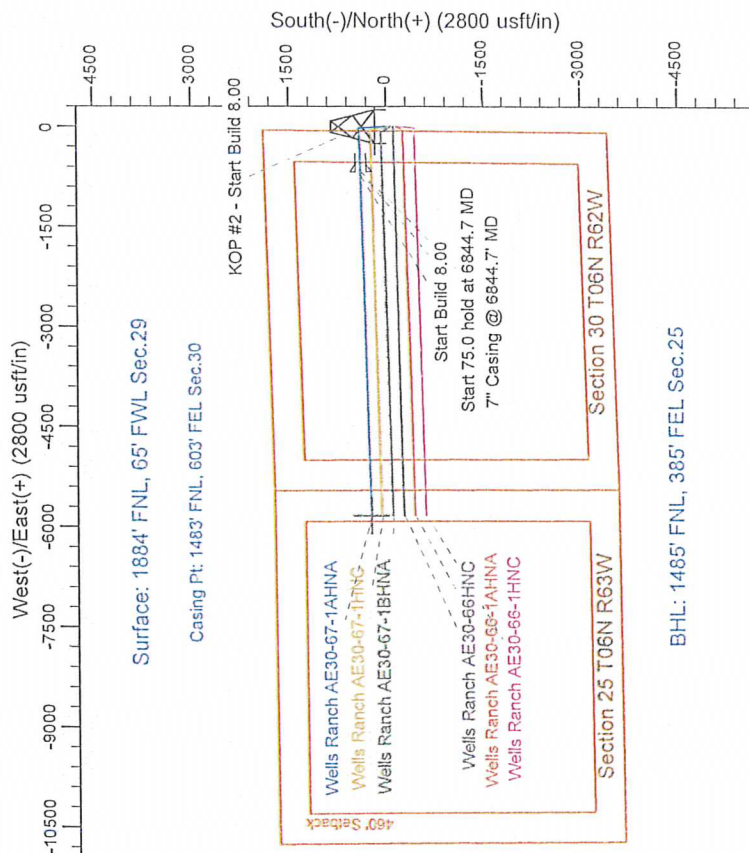 South(-)/North(+) (2800 usft/in)
4500
3000
1500
0
-1500
-3000
-4500
West(-)/East(+) (2800 usft/in)
0
-1500
-3000
-4500
-6000
-7500
-9000
-10500
Surface: 1884' FNL, 65' FWL Sec.29
Casing Pt: 1483' FNL, 603' FEL Sec.30
KOP #2 - Start Build 8.00
Start Build 8.00
Start 75.0 hold at 6844.7 MD
7" Casing @ 6844.7' MD
Section 30 T06N R62W
BHL: 1485' FNL, 385' FEL Sec.25
Wells Ranch AE30-67-1AHNA
Wells Ranch AE30-67-1HNC
Wells Ranch AE30-67-1BHNA
Wells Ranch AE30-66HNC
Wells Ranch AE30-66-1AHNA
Wells Ranch AE30-66-1HNC
Section 25 T06N R63W
460' Setback